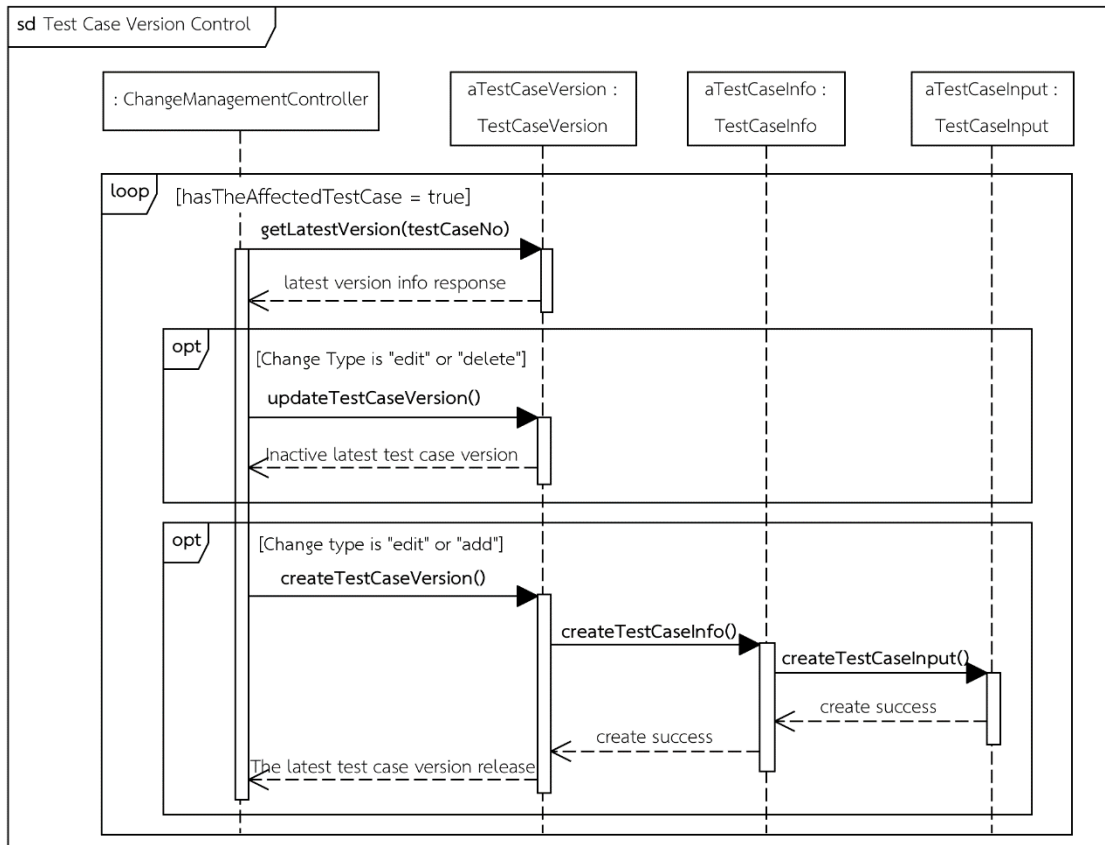 sd Test Case Version Control
: ChangeManagementController
aTestCaseVersion :
TestCaseVersion
aTestCaseInfo :
TestCaseInfo
aTestCaseInput :
TestCaseInput
loop
[hasTheAffectedTestCase = true]
getLatestVersion(testCaseNo)
latest version info response
opt
[Change Type is "edit" or "delete"]
updateTestCaseVersion()
Inactive latest test case version
opt
[Change type is "edit" or "add"]
createTestCaseVersion()
createTestCaseInfo()
createTestCaseInput()
create success
create success
The latest test case version release